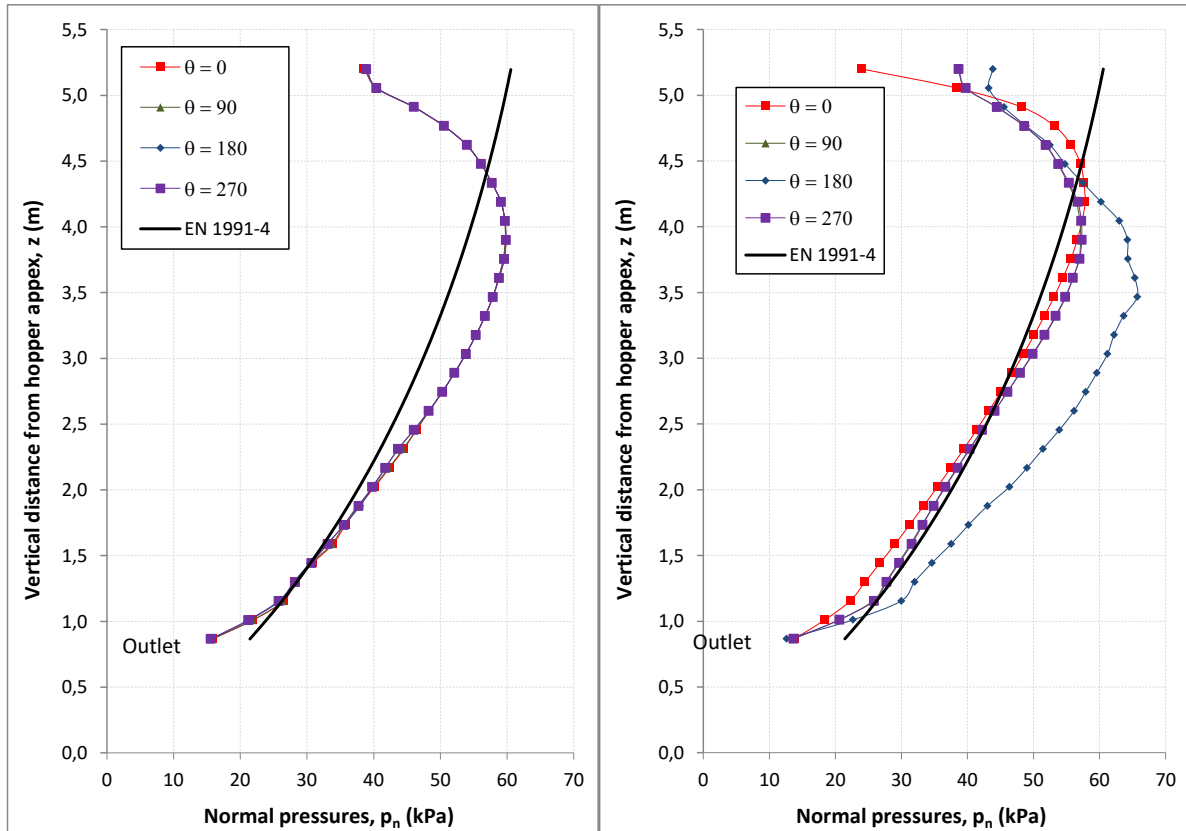 5,5
5,0
4,5
4,0
3,5
3,0
2,5
2,0
1,5
1,0
0,5
0,0
Vertical distance from hopper appex, z (m)
θ = 0
θ = 90
θ = 180
θ = 270
EN 1991-4
Outlet
0 10 20 30 40 50 60 70
Normal pressures, pn (kPa)
5,5
5,0
4,5
4,0
3,5
3,0
2,5
2,0
1,5
1,0
0,5
0,0
Vertical distance from hopper appex, z (m)
θ = 0
θ = 90
θ = 180
θ = 270
EN 1991-4
Outlet
0 10 20 30 40 50 60 70
Normal pressures, pn (kPa)